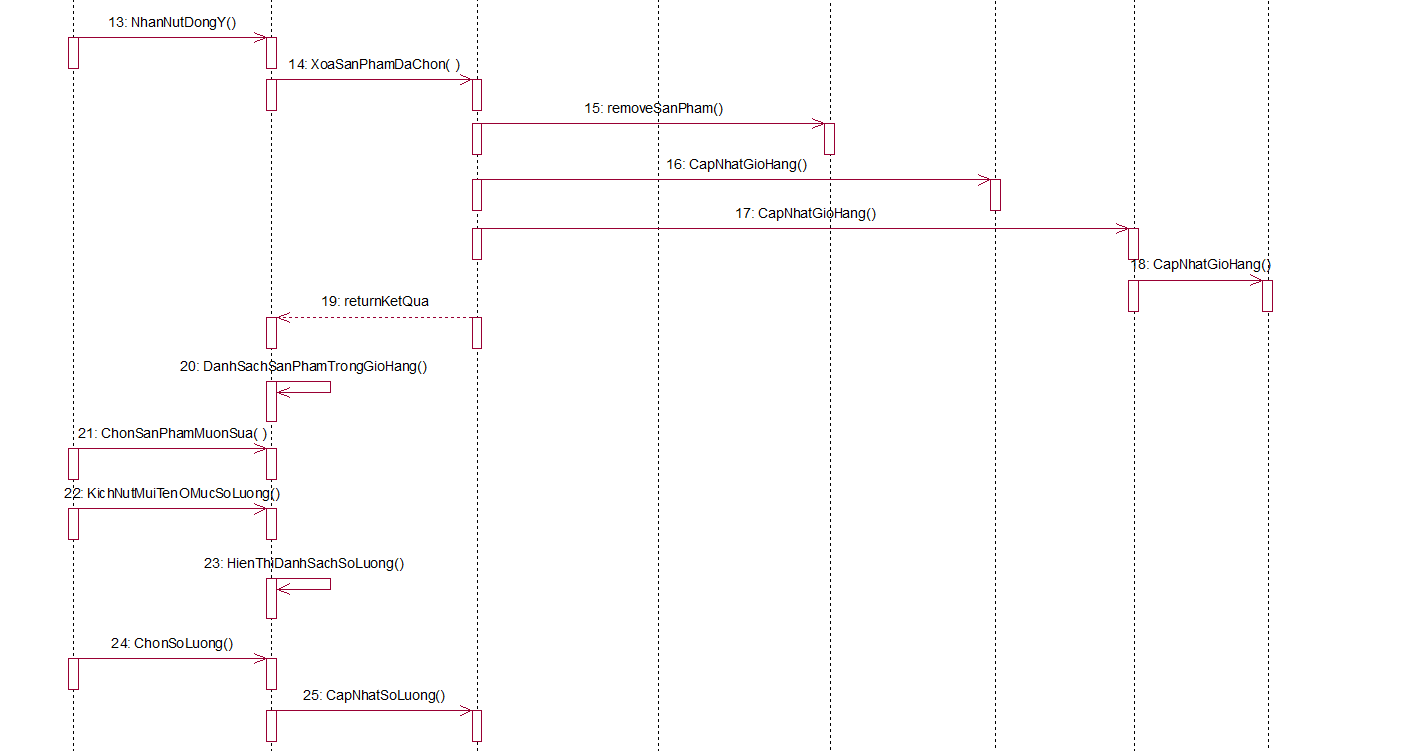 13: NhanNutDongY()
14: XoaSanPhamDaChon( )
15: removeSanPham()
16: CapNhatGioHang()
17: CapNhatGioHang()
18: CapNhatGioHang()
19: returnKetQua
20: DanhSachSanPhamTrongGioHang()
21: ChonSanPhamMuonSua( )
22: KichNutMuiTenOMucSoLuong()
23: HienThiDanhSachSoLuong()
24: ChonSoLuong()
25: CapNhatSoLuong()